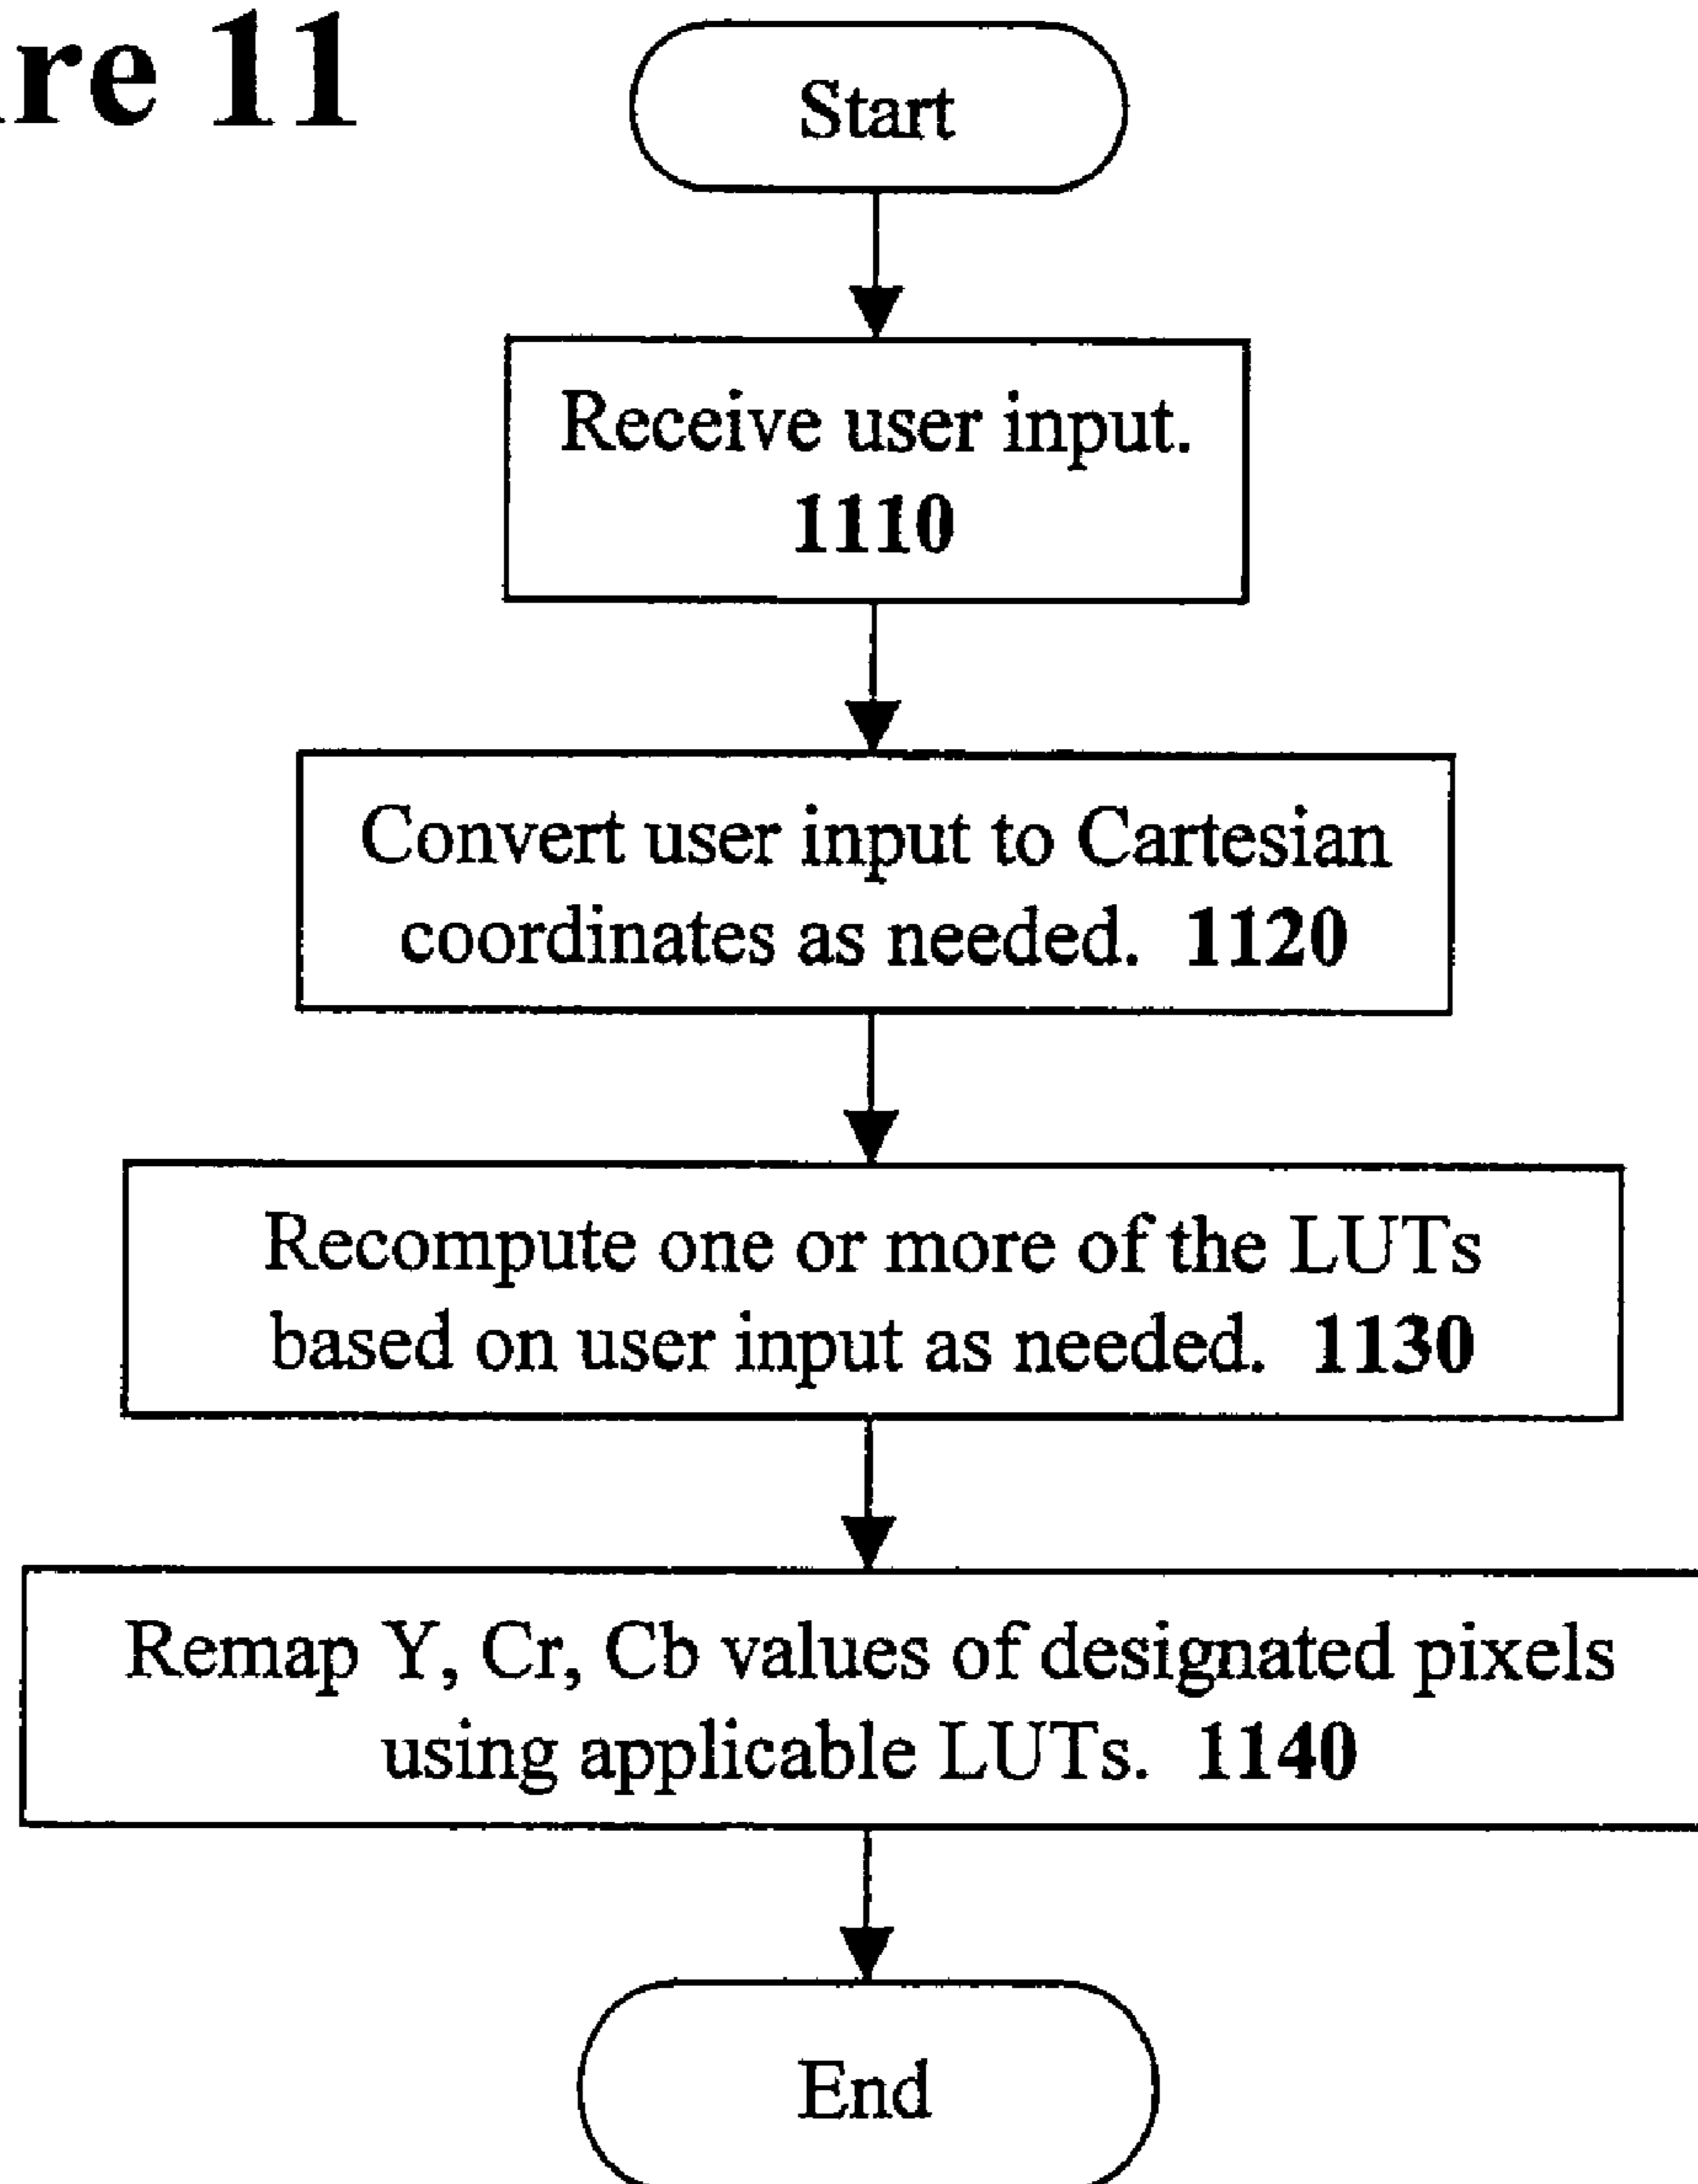 re 11
Start
Receive user input.
1110
Convert user input to Cartesian
coordinates as needed. 1120
Recompute one or more of the LUTs
based on user input as needed. 1130
Remap Y, Cr, Cb values of designated pixels
using applicable LUTs. 1140
End